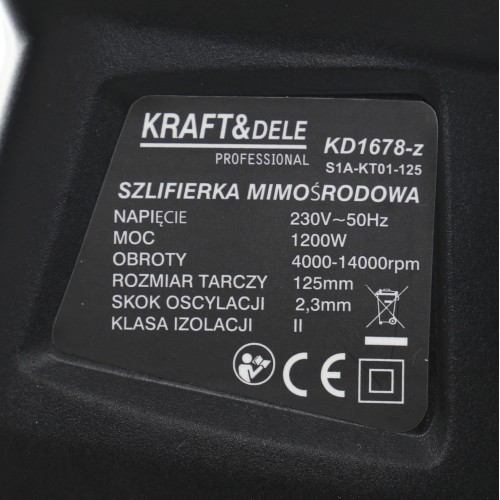 KRAFT&DELE
PROFESSIONAL
KD1678-z
S1A-KT01-125
SZLIFIERKA MIMOŚRODOWA
NAPIĘCIE 230V~50Hz
MOC 1200W
OBROTY 4000-14000rpm
ROZMIAR TARCZY 125mm
SKOK OSCYLACJI 2,3mm
KLASA IZOLACJI II
CE